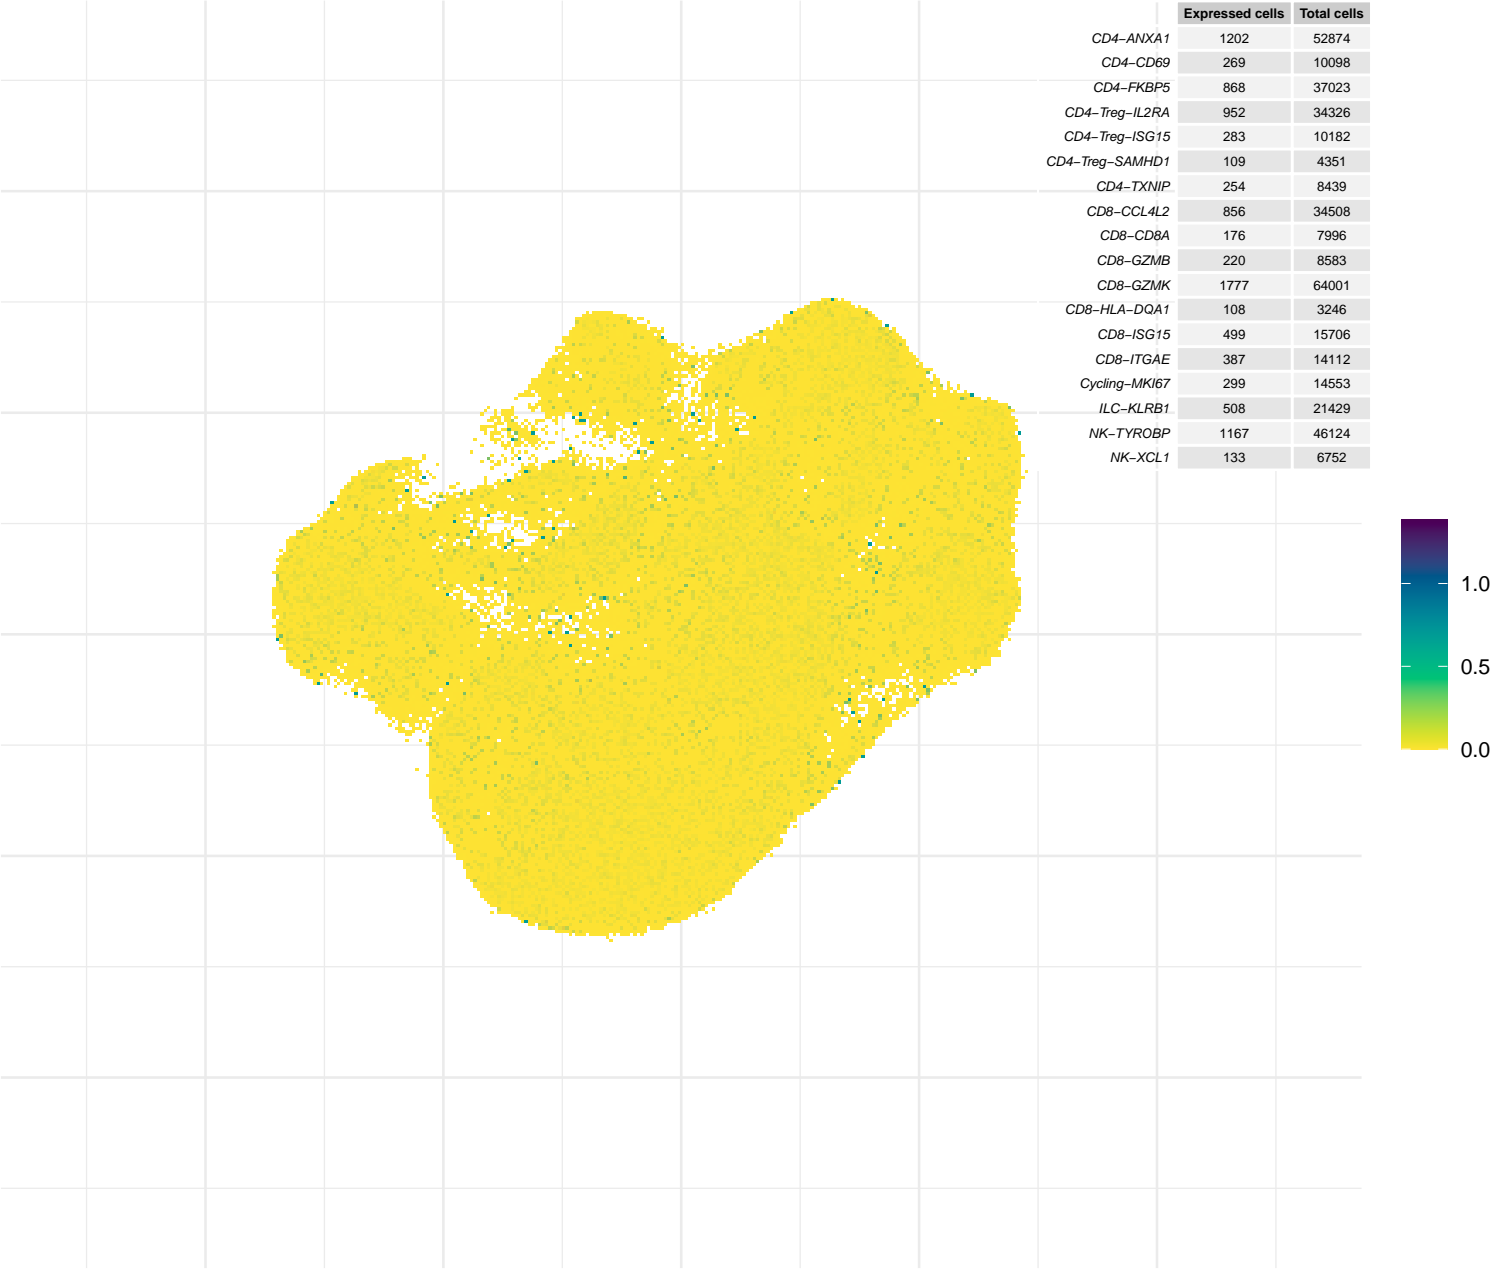 Expressed cells Total cells
CD4−ANXA1 1202 52874
CD4−CD69 269 10098
CD4−FKBP5 868 37023
CD4−Treg−IL2RA 952 34326
CD4−Treg−ISG15 283 10182
CD4−Treg−SAMHD1 109 4351
CD4−TXNIP 254 8439
CD8−CCL4L2 856 34508
CD8−CD8A 176 7996
CD8−GZMB 220 8583
CD8−GZMK 1777 64001
CD8−HLA−DQA1 108 3246
CD8−ISG15 499 15706
CD8−ITGAE 387 14112
Cycling−MKI67 299 14553
ILC−KLRB1 508 21429
NK−TYROBP 1167 46124
NK−XCL1 133 6752
1.0
0.5
0.0